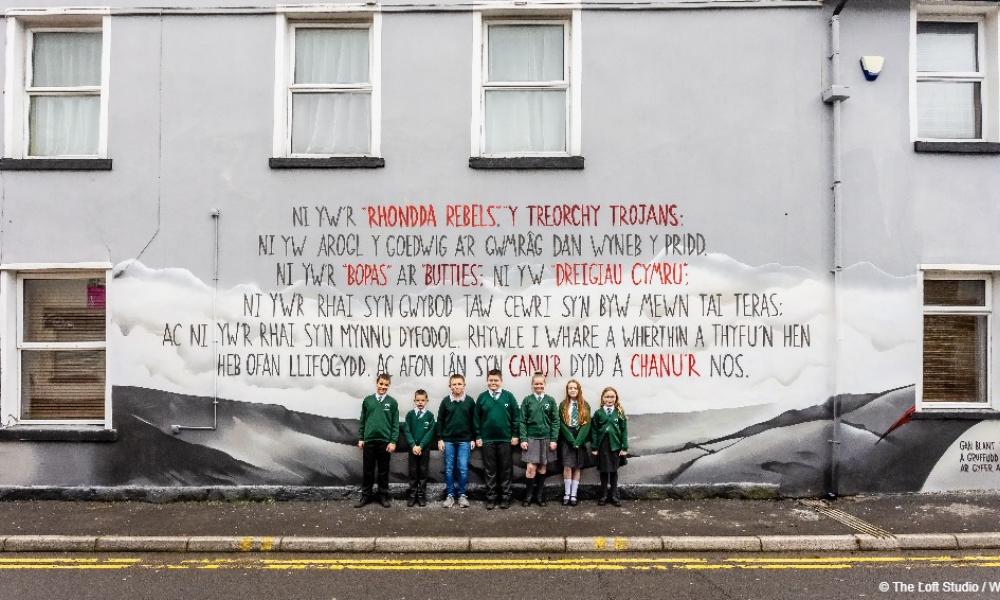 NI YW'R "RHONDDA REBELS", "Y TREORCHY TROJANS";
NI YW AROGL Y GOEDWIG A'R GWMRÂG DAN WYNEB Y PRIDD.
NI YW'R "BOPAS" A'R "BUTTIES"; NI YW "DREIGIAU CYMRU";
NI YW'R RHAI SY'N GWYBOD TAW CEWRI SY'N BYW MEWN TAI TERAS;
AC NI YW'R RHAI SY'N MYNNU DYFODOL. RHYWLE I WHARE A WHERTHIN A THYFU'N HEN
HEB OFAN LLIFOGYDD. AC AFON LÂN SY'N CANU'R DYDD A CHANU'R NOS.
GAN BLANT
A GRUFFUDD
AR GYFER A
© The Loft Studio / W